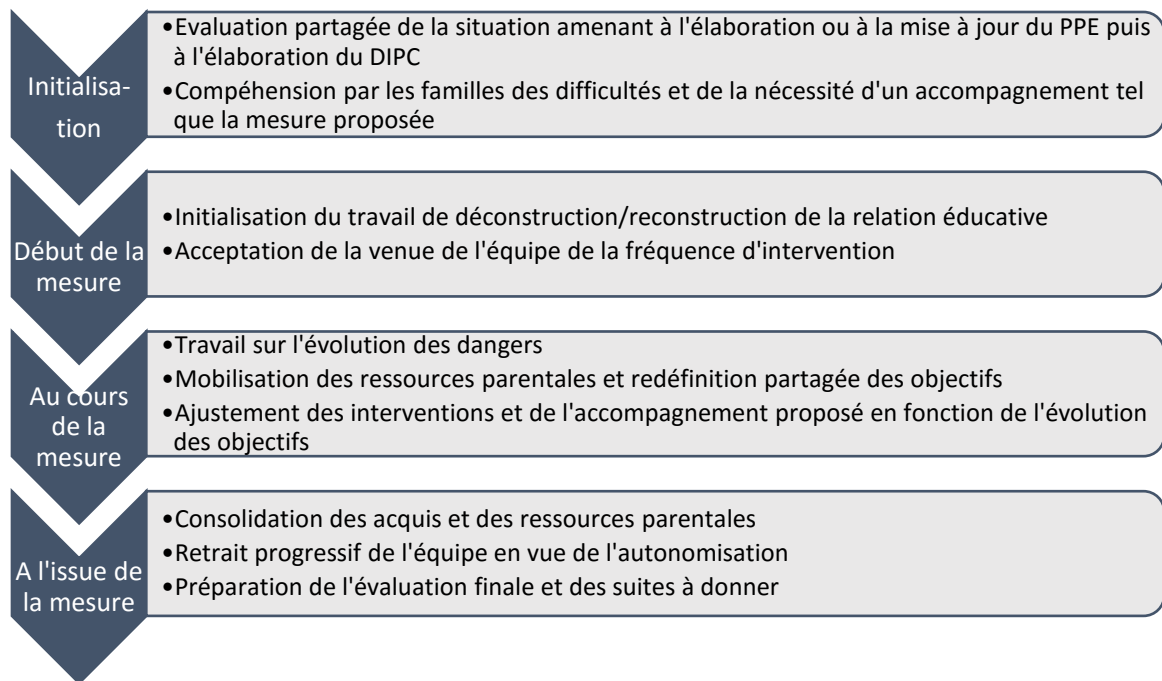 Initialisa-
tion
•Evaluation partagée de la situation amenant à l'élaboration ou à la mise à jour du PPE puis
à l'élaboration du DIPC
•Compéhension par les familles des difficultés et de la nécessité d'un accompagnement tel
que la mesure proposée
Début de la
mesure
•Initialisation du travail de déconstruction/reconstruction de la relation éducative
•Acceptation de la venue de l'équipe de la fréquence d'intervention
Au cours
de la
mesure
•Travail sur l'évolution des dangers
•Mobilisation des ressources parentales et redéfinition partagée des objectifs
•Ajustement des interventions et de l'accompagnement proposé en fonction de l'évolution
des objectifs
A l'issue de
la mesure
•Consolidation des acquis et des ressources parentales
•Retrait progressif de l'équipe en vue de l'autonomisation
•Préparation de l'évaluation finale et des suites à donner